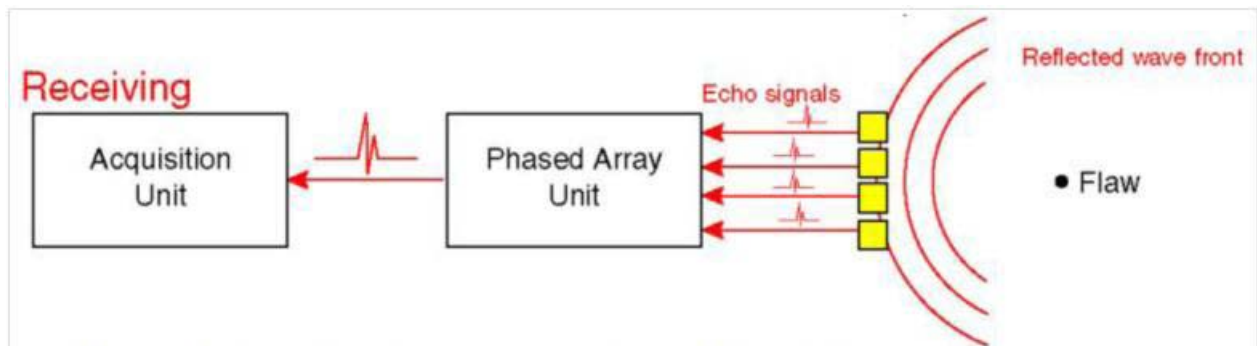 Receiving
Acquisition
Unit
Phased Array
Unit
Echo signals
Reflected wave front
Flaw